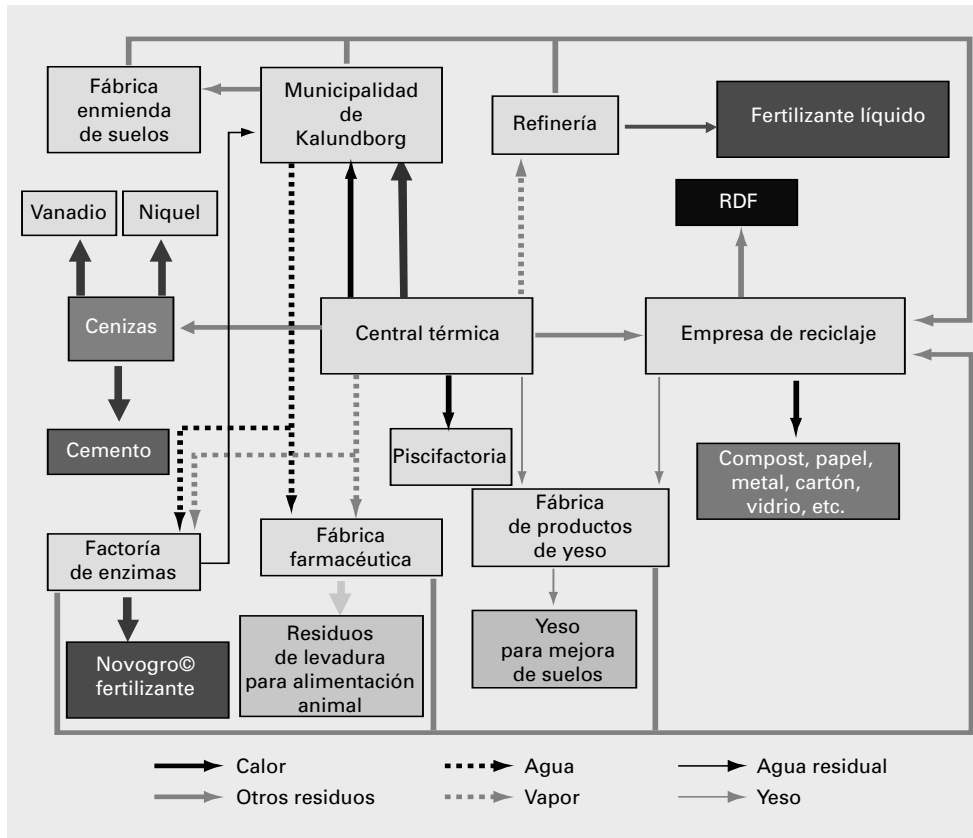 Fábrica
enmienda
de suelos
Municipalidad
de
Kalundborg
Refinería
Fertilizante líquido
Vanadio
Niquel
RDF
Cenizas
Central térmica
Empresa de reciclaje
Cemento
Piscifactoria
Compost, papel,
metal, cartón,
vidrio, etc.
Factoría
de enzimas
Fábrica
farmacéutica
Fábrica
de productos
de yeso
Novogro©
fertilizante
Residuos
de levadura
para alimentación
animal
Yeso
para mejora
de suelos
Calor
Agua
Agua residual
Otros residuos
Vapor
Yeso